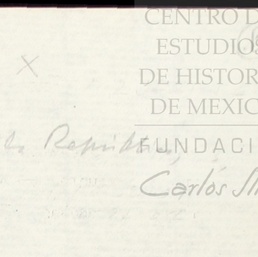 CENTRO D
ESTUDIOS
DE HISTOR
DE MEXIC
FUNDACI
Carlos Sl
X